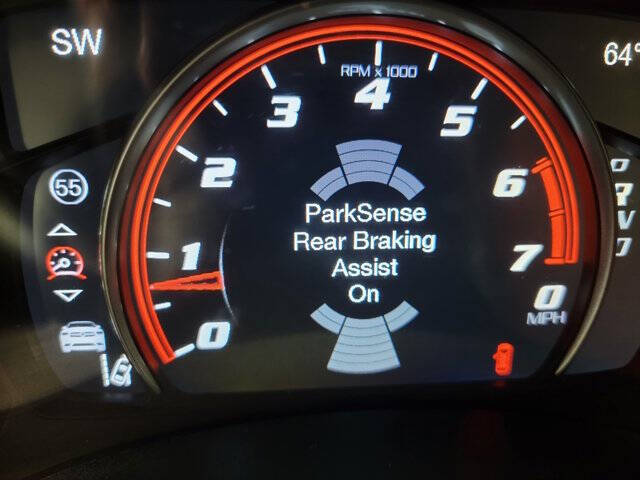 SW
64°
RPM x 1000
0
1
2
3
4
5
6
7
55
ParkSense
Rear Braking
Assist
On
0
MPH